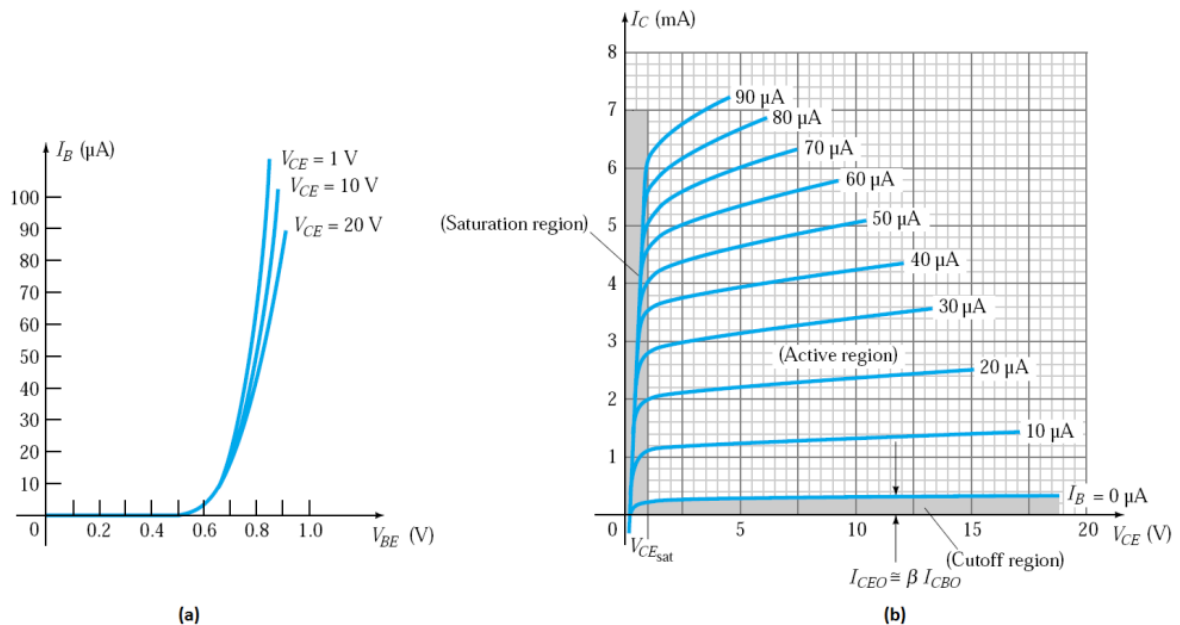 I_B (μA)
V_CE = 1 V
V_CE = 10 V
V_CE = 20 V
100
90
80
70
60
50
40
30
20
10
0
0.2 0.4 0.6 0.8 1.0
V_BE (V)
(a)
I_C (mA)
8
7
6
5
4
3
2
1
0
90 μA
80 μA
70 μA
60 μA
50 μA
40 μA
30 μA
20 μA
10 μA
I_B = 0 μA
(Saturation region)
(Active region)
5 10 15 20
V_CE (V)
V_CEsat
(Cutoff region)
I_CEO ≅ β I_CBO
(b)